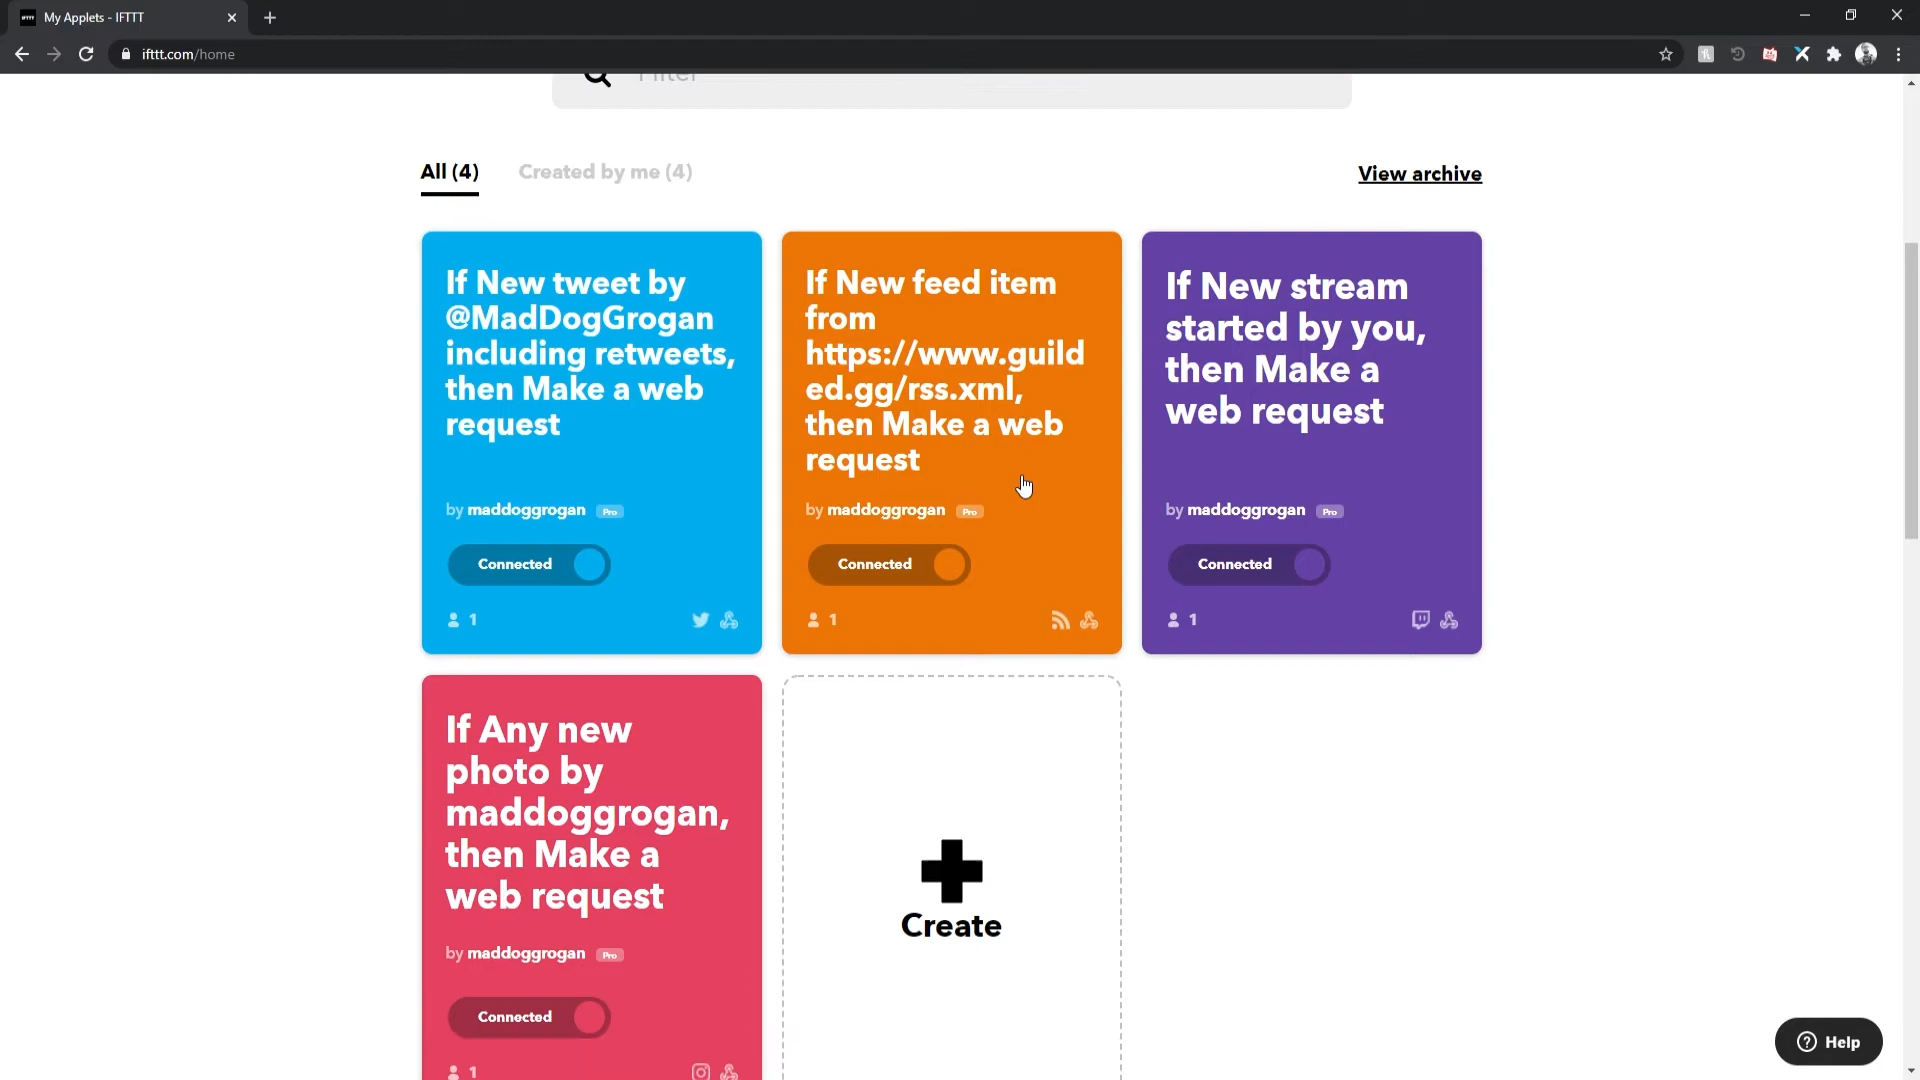 My Applets - IFTTT
ifttt.com/home
Filter
All (4)
Created by me (4)
View archive
If New tweet by
@MadDogGrogan
including retweets,
then Make a web
request
by maddoggrogan Pro
Connected
1
If New feed item
from
https://www.guild
ed.gg/rss.xml,
then Make a web
request
by maddoggrogan Pro
Connected
1
If New stream
started by you,
then Make a
web request
by maddoggrogan Pro
Connected
1
If Any new
photo by
maddoggrogan,
then Make a
web request
by maddoggrogan Pro
Connected
1
Create
Help